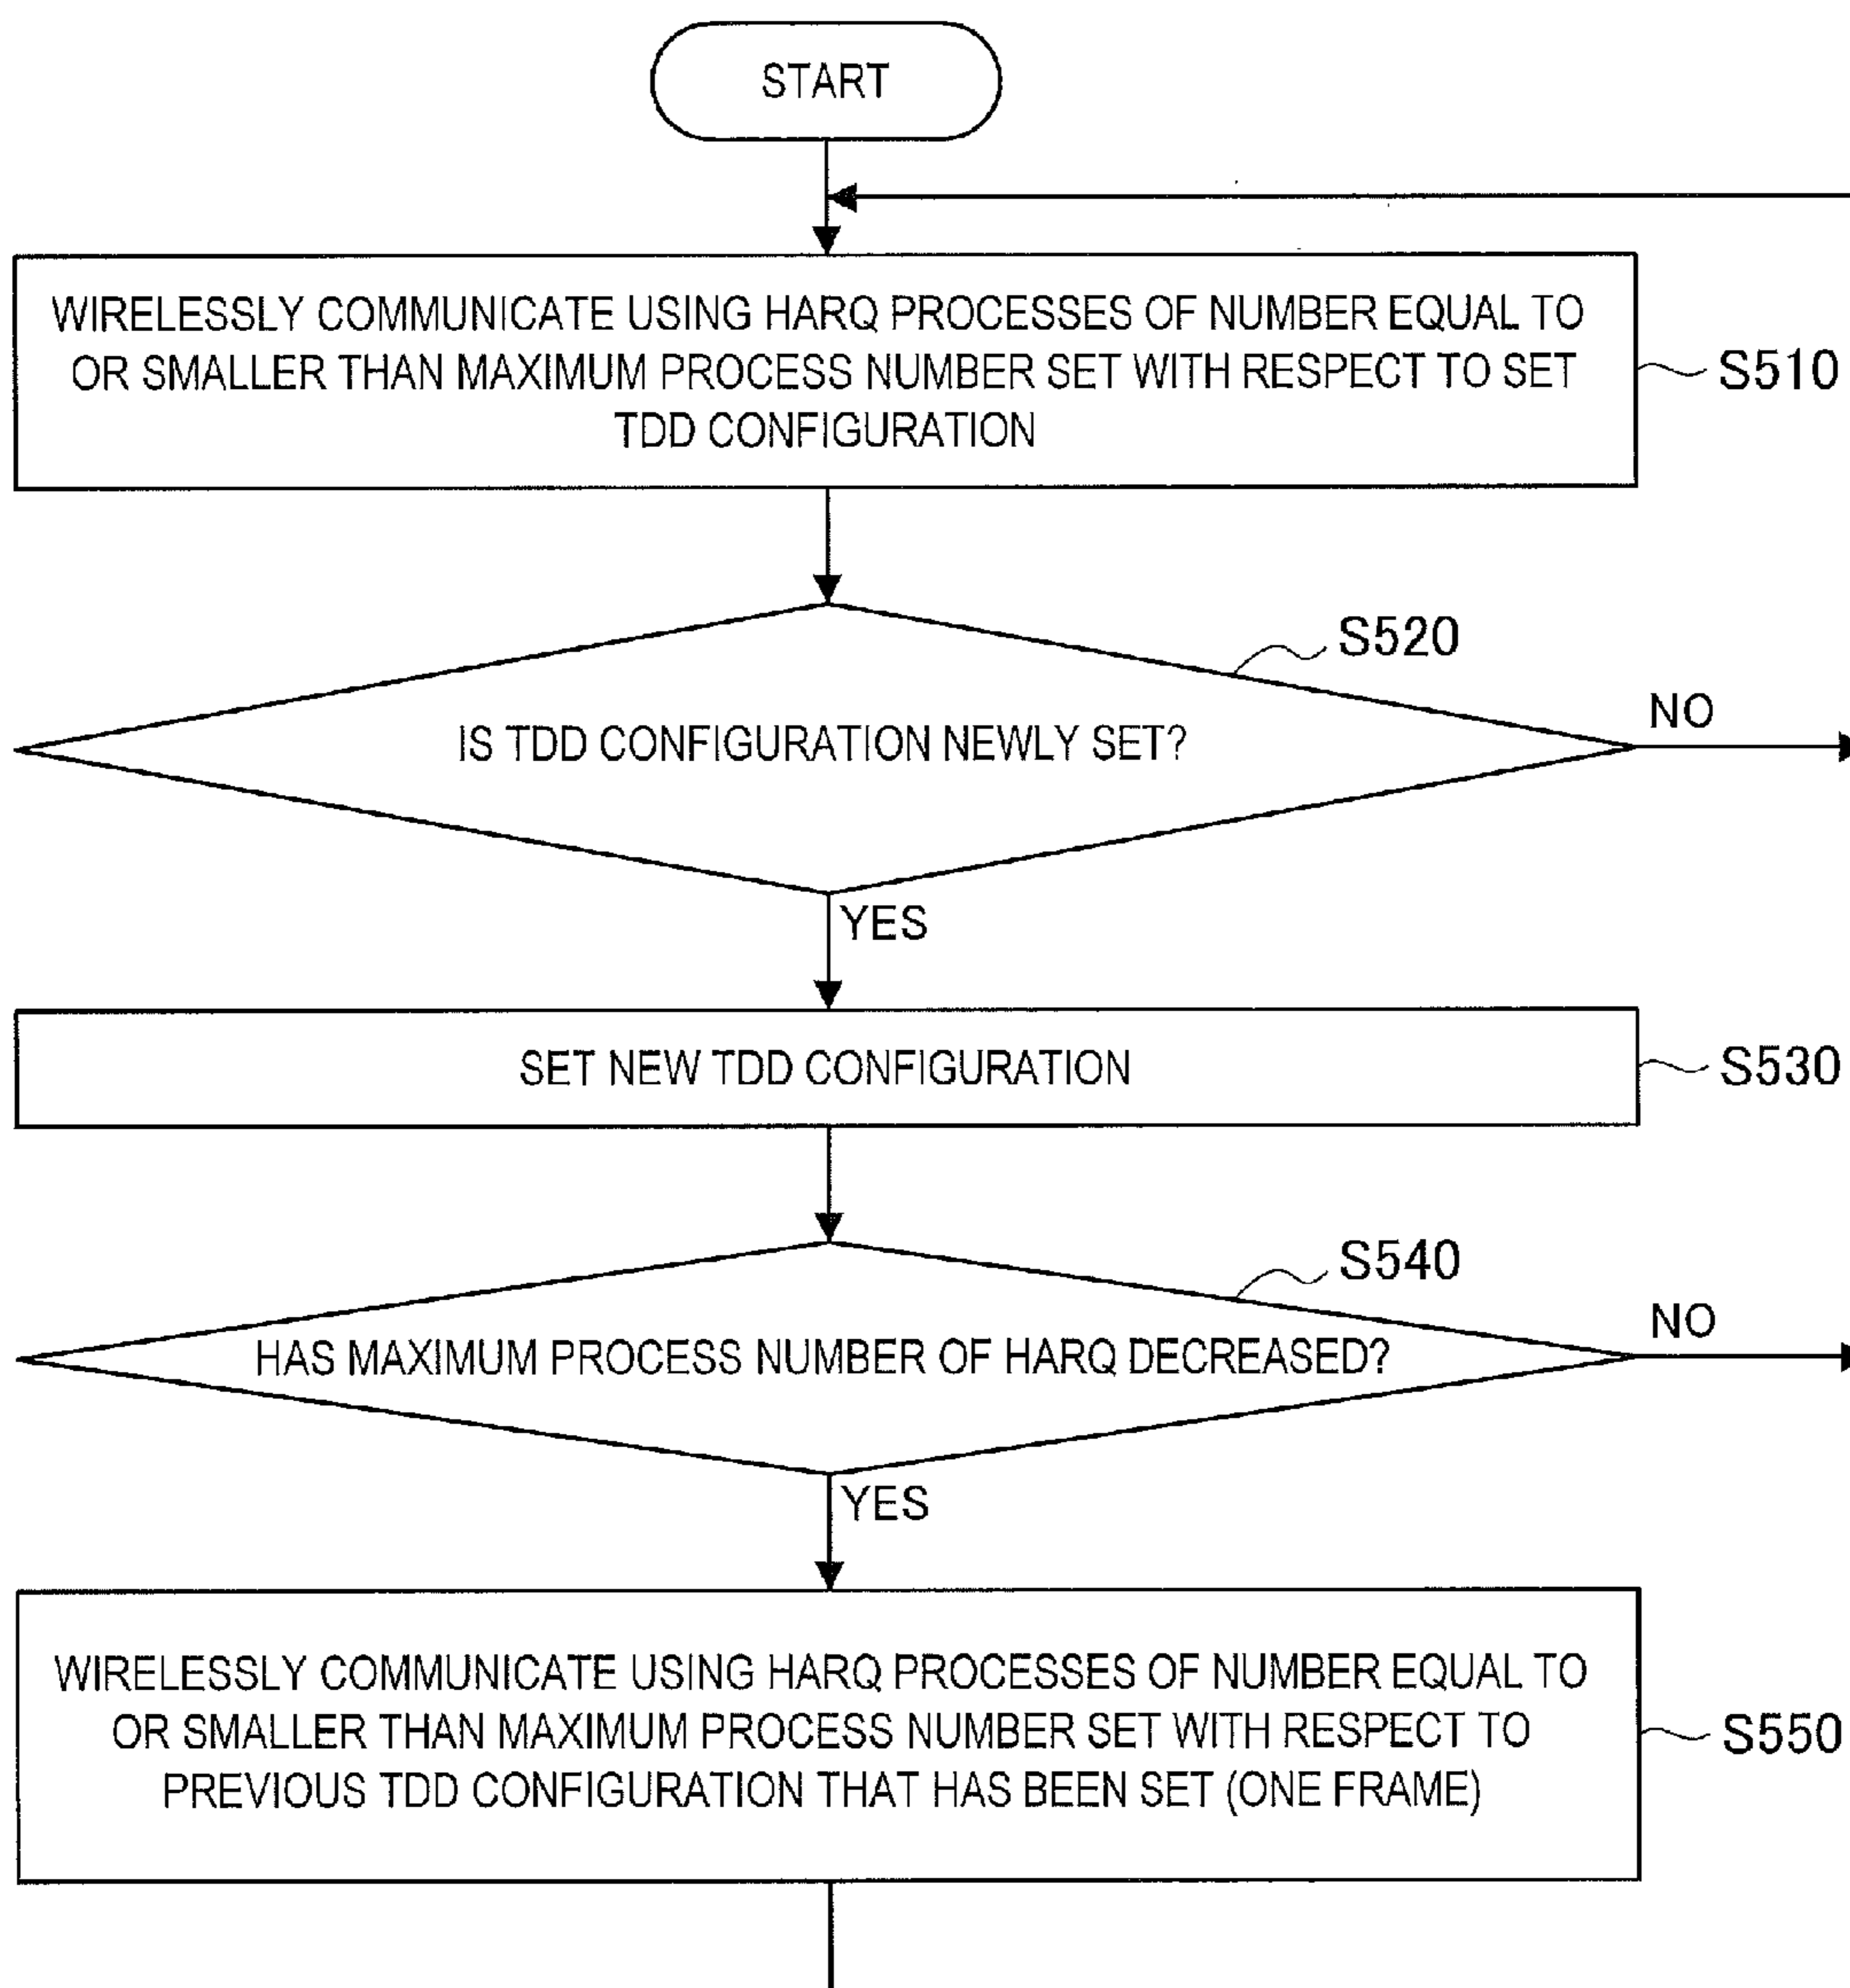 START
WIRELESSLY COMMUNICATE USING HARQ PROCESSES OF NUMBER EQUAL TO
OR SMALLER THAN MAXIMUM PROCESS NUMBER SET WITH RESPECT TO SET
TDD CONFIGURATION
S510
S520
IS TDD CONFIGURATION NEWLY SET?
NO
YES
SET NEW TDD CONFIGURATION
S530
S540
HAS MAXIMUM PROCESS NUMBER OF HARQ DECREASED?
NO
YES
WIRELESSLY COMMUNICATE USING HARQ PROCESSES OF NUMBER EQUAL TO
OR SMALLER THAN MAXIMUM PROCESS NUMBER SET WITH RESPECT TO
PREVIOUS TDD CONFIGURATION THAT HAS BEEN SET (ONE FRAME)
S550